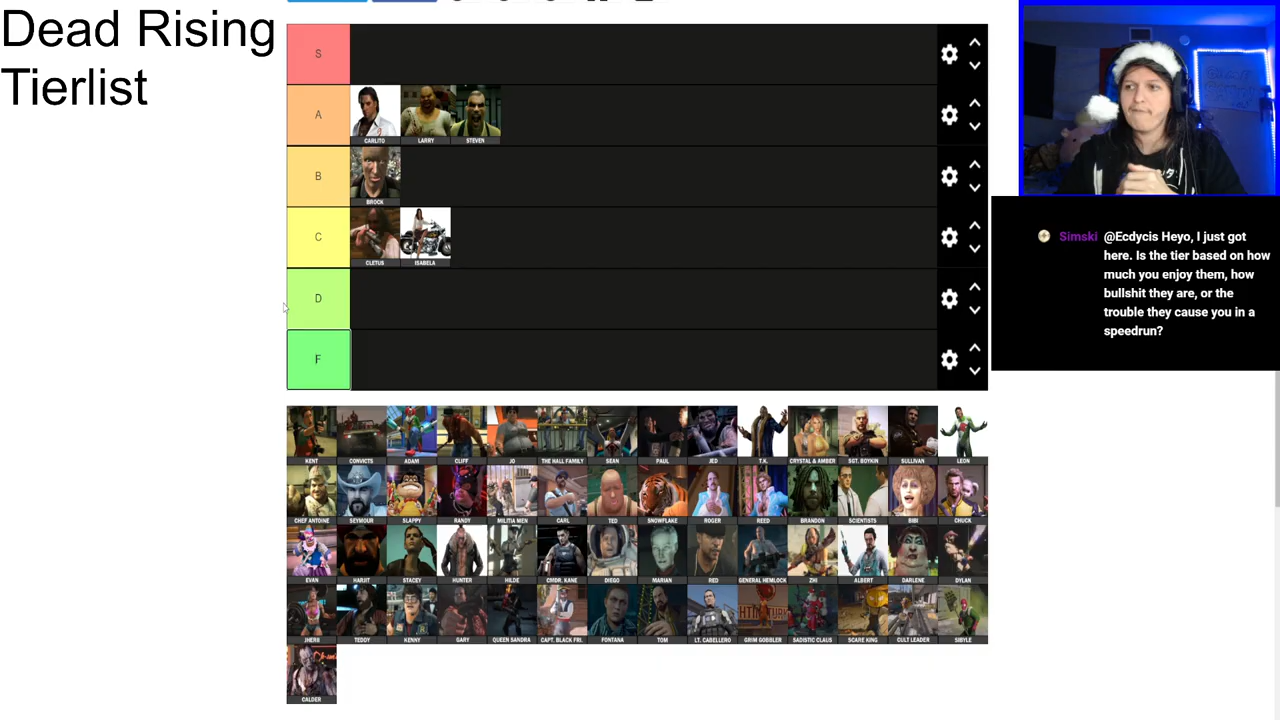 Dead Rising
Tierlist
S
A
CARLITO LARRY STEVEN
B
BROCK
C
CLETUS ISABELA
D
F
Simski @Ecdycis Heyo, I just got
here. Is the tier based on how
much you enjoy them, how
bullshit they are, or the
trouble they cause you in a
speedrun?
KENT CONVICTS ADAM CLIFF JO THE HALL FAMILY SEAN PAUL JED T.K. CRYSTAL & AMBER SGT. BOYKIN SULLIVAN LEON
CHEF ANTOINE SEYMOUR SLAPPY RANDY MILITIA MEN CARL TED SNOWFLAKE ROGER REED BRANDON SCIENTISTS BIBI CHUCK
EVAN HARJIT STACEY HUNTER HILDE CMDR. KANE DIEGO MARIAN RED GENERAL HEMLOCK ZHI ALBERT DARLENE DYLAN
JHERII TEDDY KENNY GARY QUEEN SANDRA CAPT. BLACK FRI. FONTANA TOM LT. CABELLERO GRIM GOBBLER SADISTIC CLAUS SCARE KING CULT LEADER SIBYLE
CALDER